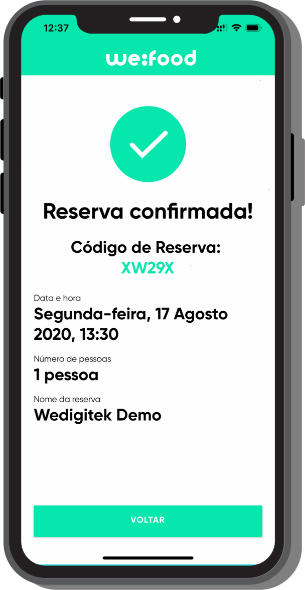 12:37
we:food
Reserva confirmada!
Código de Reserva:
XW29X
Data e hora
Segunda-feira, 17 Agosto
2020, 13:30
Número de pessoas
1 pessoa
Nome da reserva
Wedigitek Demo
VOLTAR